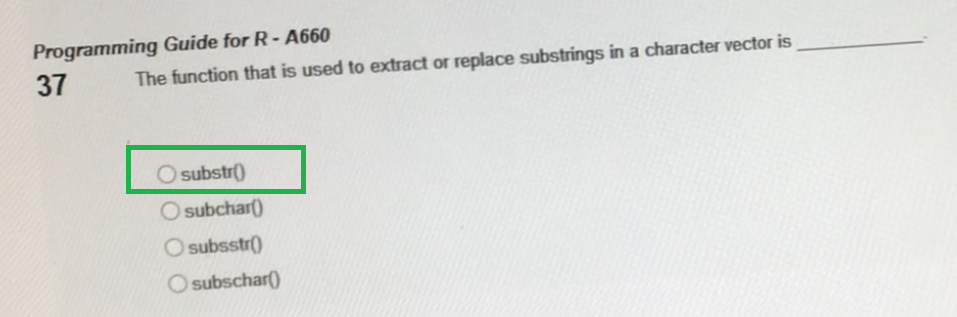 Programming Guide for R - A660
37 The function that is used to extract or replace substrings in a character vector is ____________.
substr()
subchar()
subsstr()
subschar()